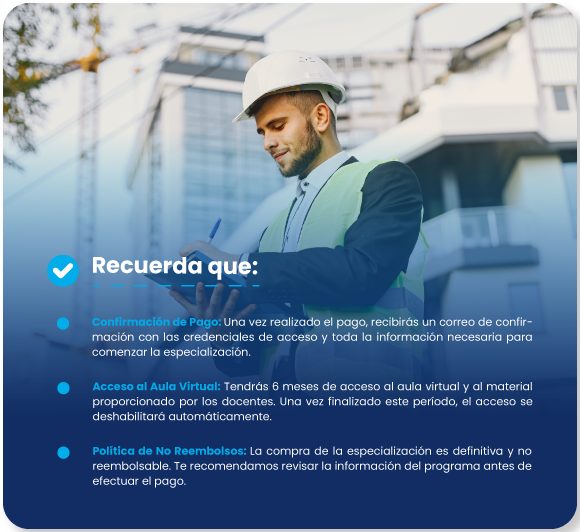 Recuerda que:
Confirmación de Pago: Una vez realizado el pago, recibirás un correo de confir-
mación con las credenciales de acceso y toda la información necesaria para
comenzar la especialización.
Acceso al Aula Virtual: Tendrás 6 meses de acceso al aula virtual y al material
proporcionado por los docentes. Una vez finalizado este período, el acceso se
deshabilitará automáticamente.
Política de No Reembolsos: La compra de la especialización es definitiva y no
reembolsable. Te recomendamos revisar la información del programa antes de
efectuar el pago.